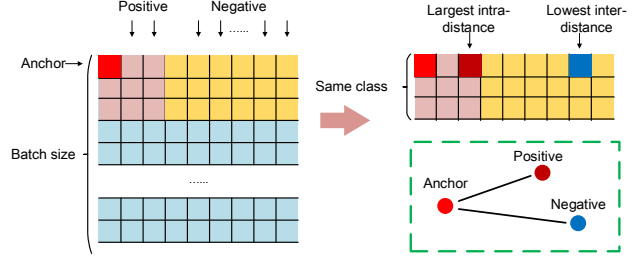 Positive
Negative
......
Anchor
Batch size
......
Largest intra-
distance
Lowest inter-
distance
Same class
Positive
Anchor
Negative